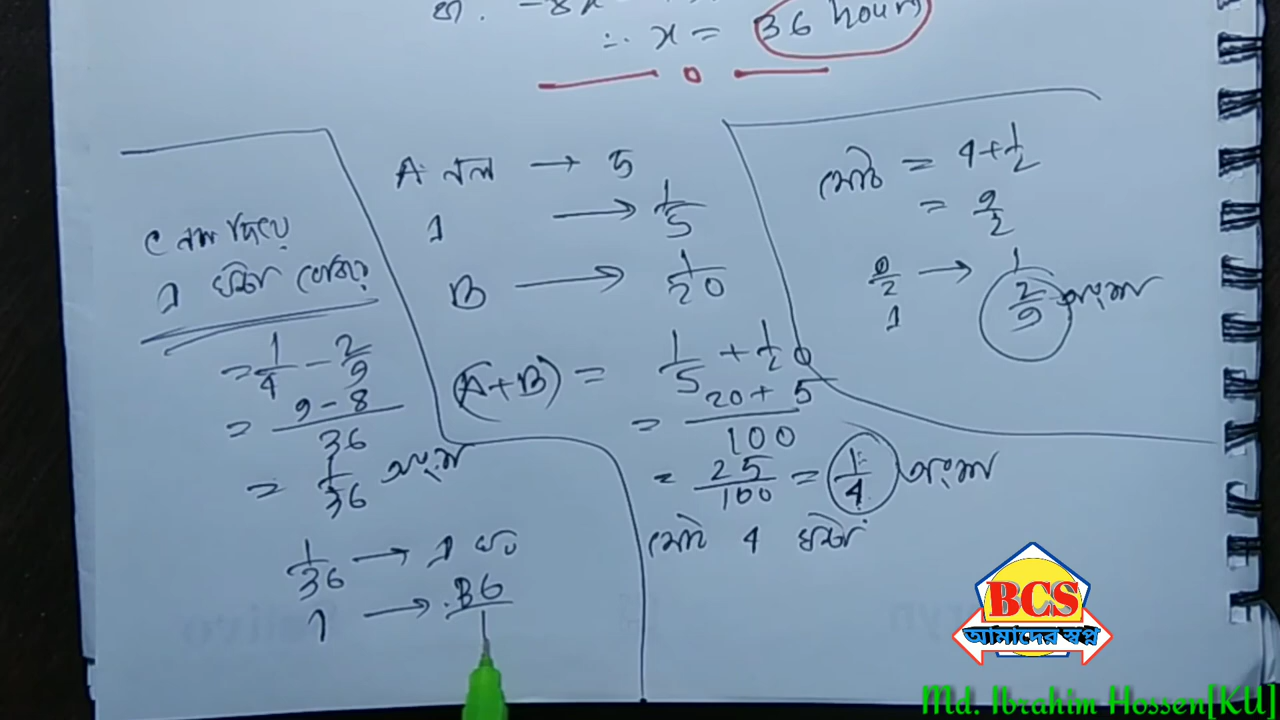 ∴ x = 36 hours
A নল → 5
1 → 1/5
B → 1/20
(A+B) = 1/5 + 1/20
= 20+5/100
= 25/100 = 1/4 অংশ
মোট 4 ঘন্টা
মোট = 4+1/2
= 9/2
9/2 → 1
1 → 2/9 অংশ
C নল দিয়ে
1 ঘন্টায় বের হয়
= 1/4 - 2/9
= 9-8/36
= 1/36 অংশ
1/36 → 1 ঘঃ
1 → 36/1
BCS
আমাদের স্বপ্ন
Md. Ibrahim Hossen[KU]